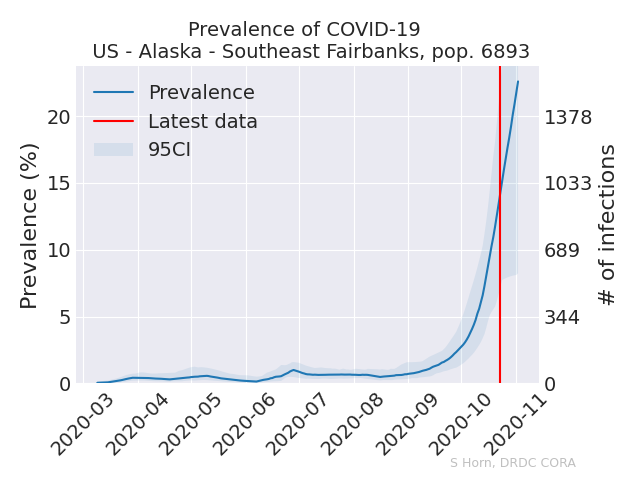 Prevalence of COVID-19
US - Alaska - Southeast Fairbanks, pop. 6893
Prevalence
Latest data
95CI
Prevalence (%)
20
15
10
5
0
1378
1033
689
344
0
# of infections
2020-03
2020-04
2020-05
2020-06
2020-07
2020-08
2020-09
2020-10
2020-11
S Horn, DRDC CORA